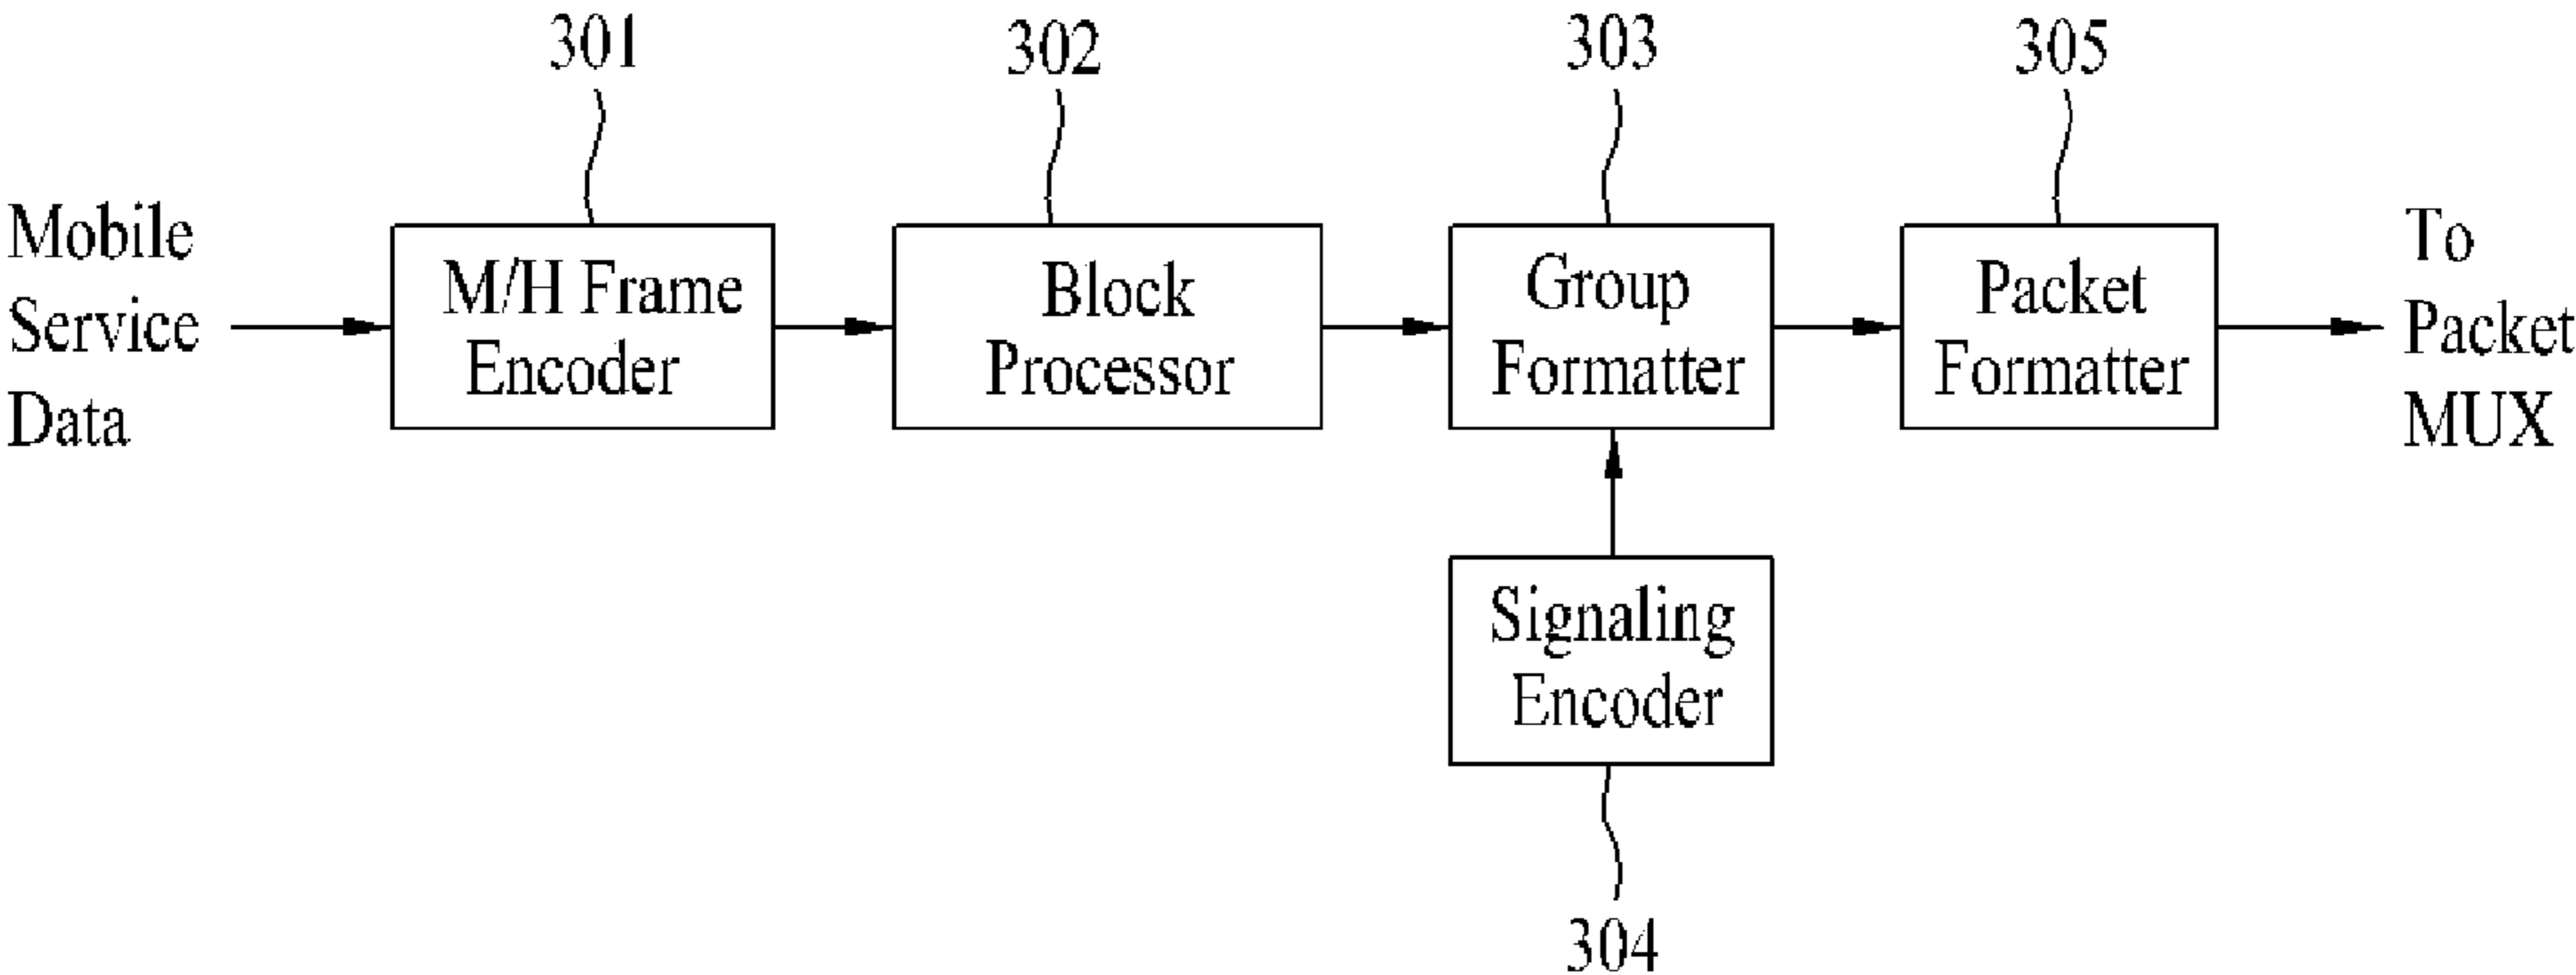 301
302
303
305
Mobile
Service
Data
M/H Frame
Encoder
Block
Processor
Group
Formatter
Packet
Formatter
To
Packet
MUX
Signaling
Encoder
304